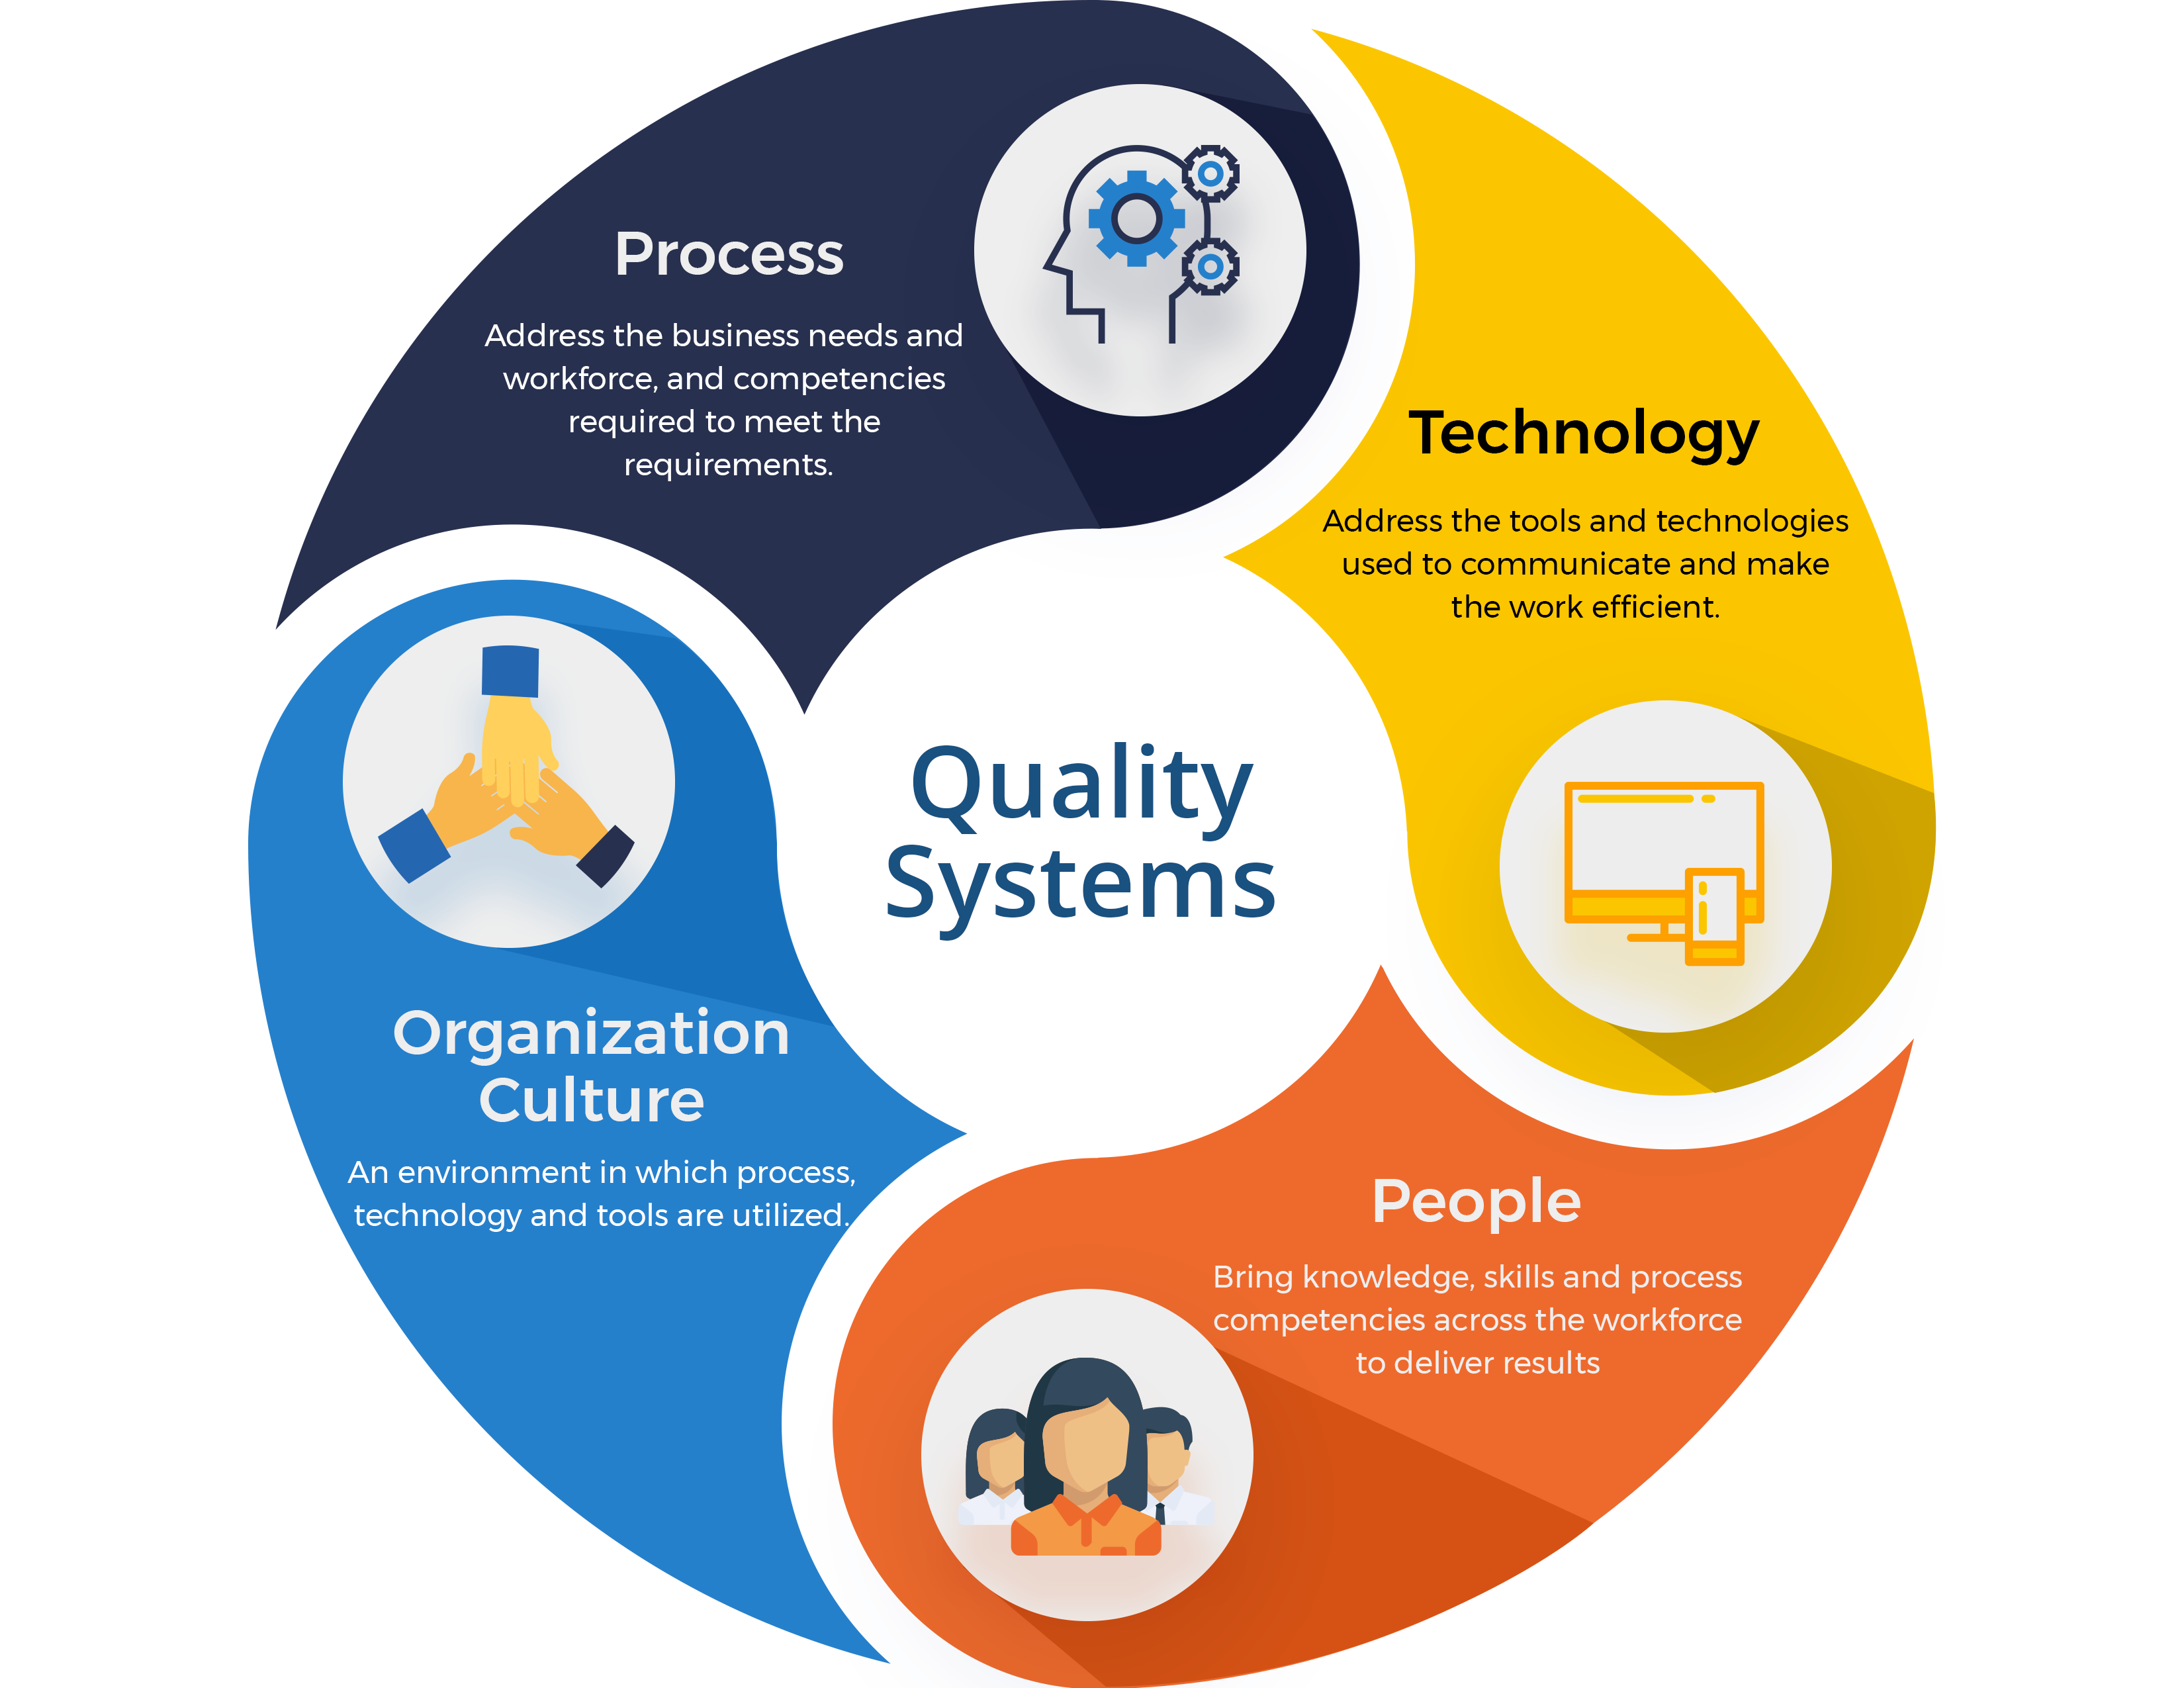 Process
Address the business needs and
workforce, and competencies
required to meet the
requirements.
Technology
Address the tools and technologies
used to communicate and make
the work efficient.
Quality
Systems
Organization
Culture
An environment in which process,
technology and tools are utilized.
People
Bring knowledge, skills and process
competencies across the workforce
to deliver results